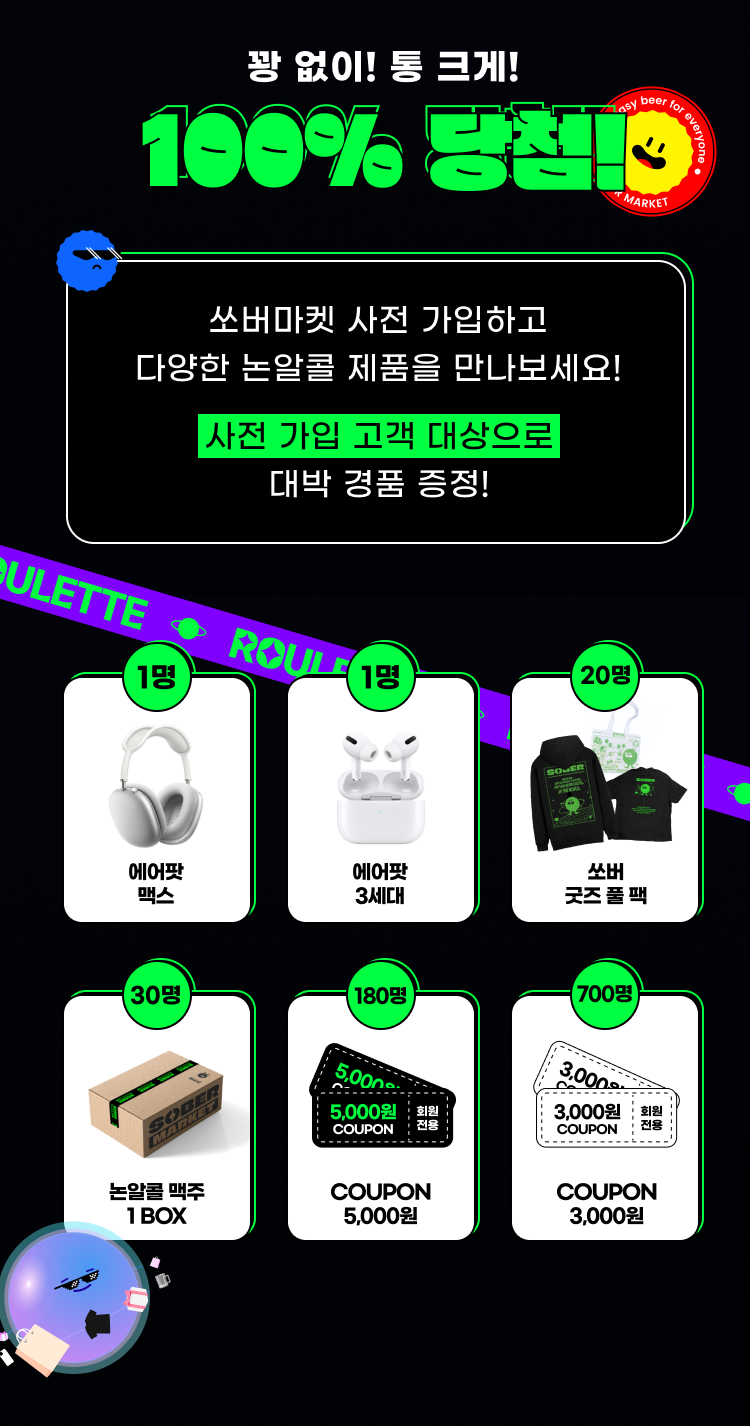 꽝 없이! 통 크게!
100% 당첨!
asy beer for everyone
MARKET
쏘버마켓 사전 가입하고
다양한 논알콜 제품을 만나보세요!
사전 가입 고객 대상으로
대박 경품 증정!
OULETTE
ROULE
1명
1명
20명
SOBER
SOBER
에어팟
맥스
에어팟
3세대
쏘버
굿즈 풀 팩
30명
180명
700명
SOBER
MARKET
5,000원
5,000원
COUPON
회원
전용
3,000원
3,000원
COUPON
회원
전용
논알콜 맥주
1 BOX
COUPON
5,000원
COUPON
3,000원